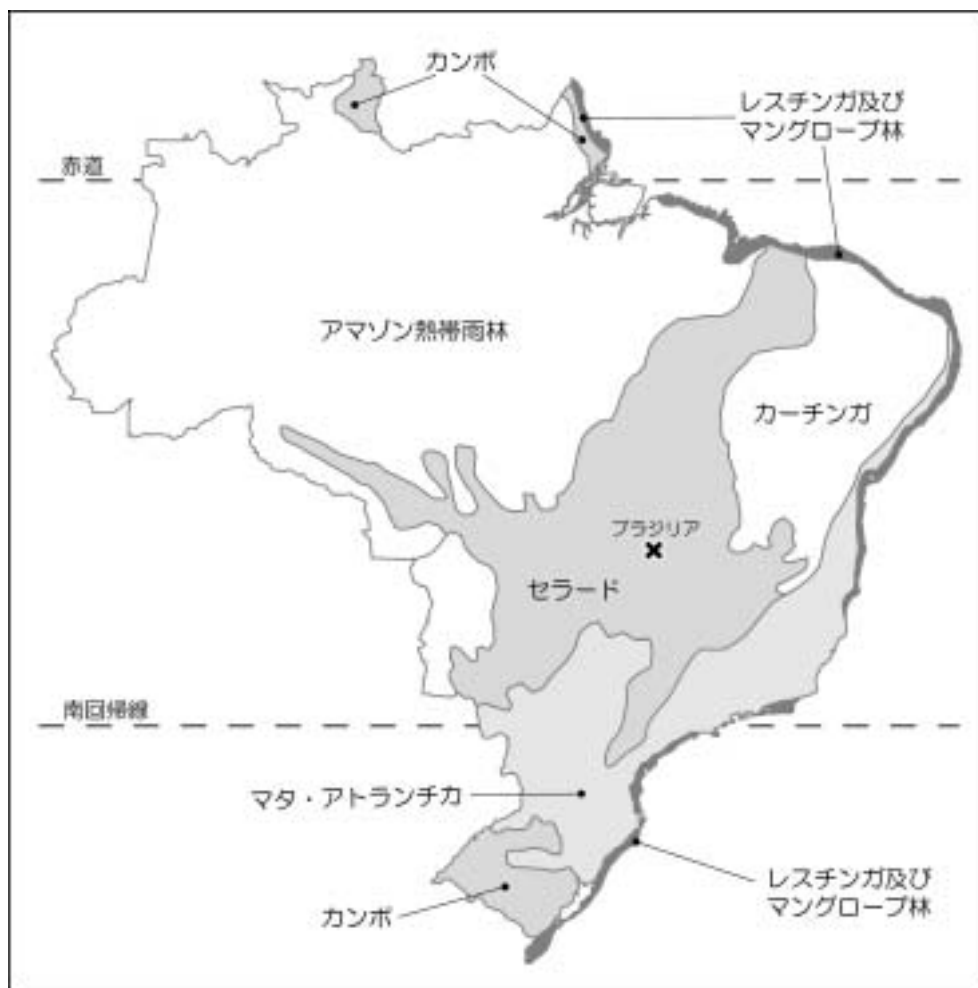 カンポ
レスチンガ及び
マングローブ林
赤道
アマゾン熱帯雨林
カーチンガ
ブラジリア
セラード
南回帰線
マタ・アトランチカ
カンポ
レスチンガ及び
マングローブ林